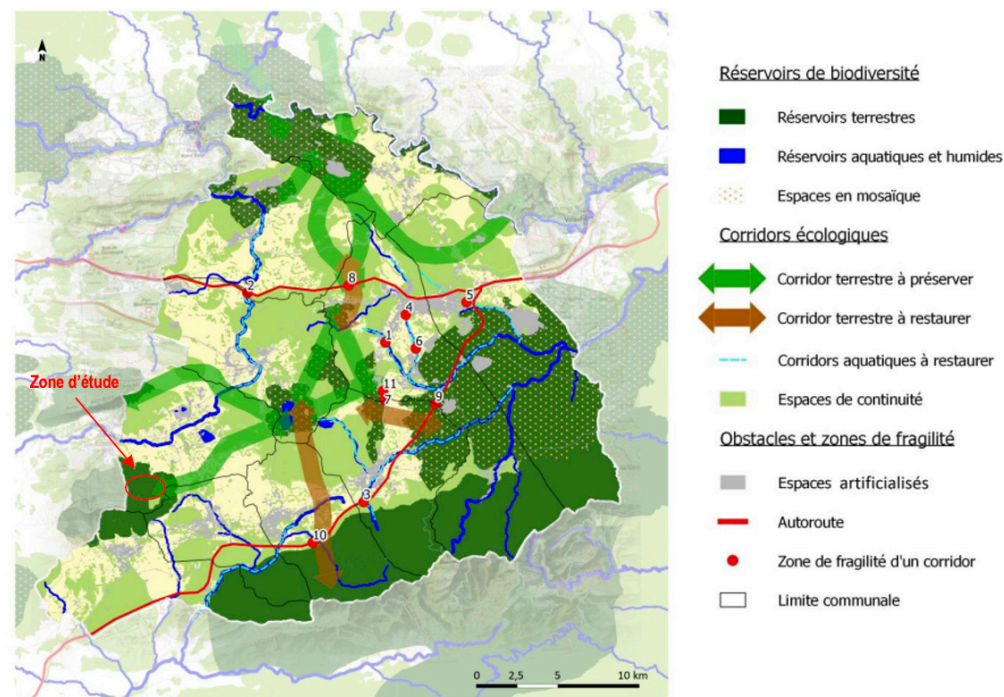 N
Zone d'étude
2
8
5
4
1
6
11
7
9
3
10
0 2,5 5 10 km
Réservoirs de biodiversité
Réservoirs terrestres
Réservoirs aquatiques et humides
Espaces en mosaïque
Corridors écologiques
Corridor terrestre à préserver
Corridor terrestre à restaurer
Corridors aquatiques à restaurer
Espaces de continuité
Obstacles et zones de fragilité
Espaces artificialisés
Autoroute
Zone de fragilité d'un corridor
Limite communale